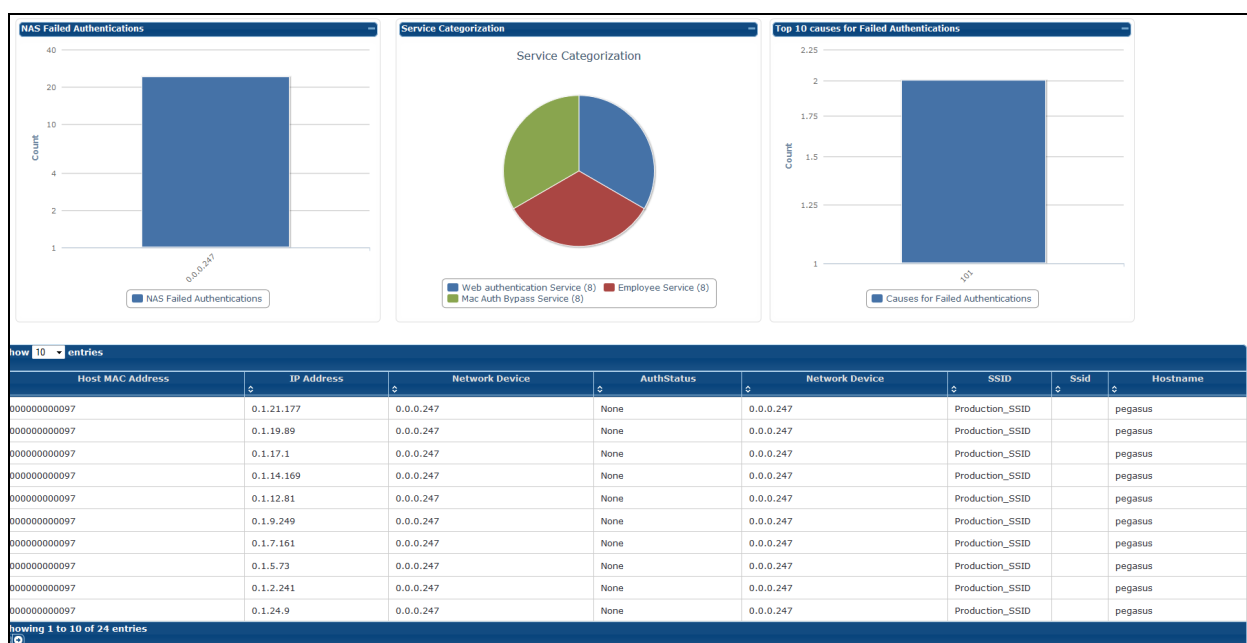 NAS Failed Authentications
40
20
10
4
2
1
Count
0.0.0.247
NAS Failed Authentications
Service Categorization
Service Categorization
Web authentication Service (8) Employee Service (8)
Mac Auth Bypass Service (8)
Top 10 causes for Failed Authentications
2.25
2
1.75
1.5
1.25
1
Count
101
Causes for Failed Authentications
how 10 entries
Host MAC Address IP Address Network Device AuthStatus Network Device SSID Ssid Hostname
000000000097 0.1.21.177 0.0.0.247 None 0.0.0.247 Production_SSID pegasus
000000000097 0.1.19.89 0.0.0.247 None 0.0.0.247 Production_SSID pegasus
000000000097 0.1.17.1 0.0.0.247 None 0.0.0.247 Production_SSID pegasus
000000000097 0.1.14.169 0.0.0.247 None 0.0.0.247 Production_SSID pegasus
000000000097 0.1.12.81 0.0.0.247 None 0.0.0.247 Production_SSID pegasus
000000000097 0.1.9.249 0.0.0.247 None 0.0.0.247 Production_SSID pegasus
000000000097 0.1.7.161 0.0.0.247 None 0.0.0.247 Production_SSID pegasus
000000000097 0.1.5.73 0.0.0.247 None 0.0.0.247 Production_SSID pegasus
000000000097 0.1.2.241 0.0.0.247 None 0.0.0.247 Production_SSID pegasus
000000000097 0.1.24.9 0.0.0.247 None 0.0.0.247 Production_SSID pegasus
howing 1 to 10 of 24 entries